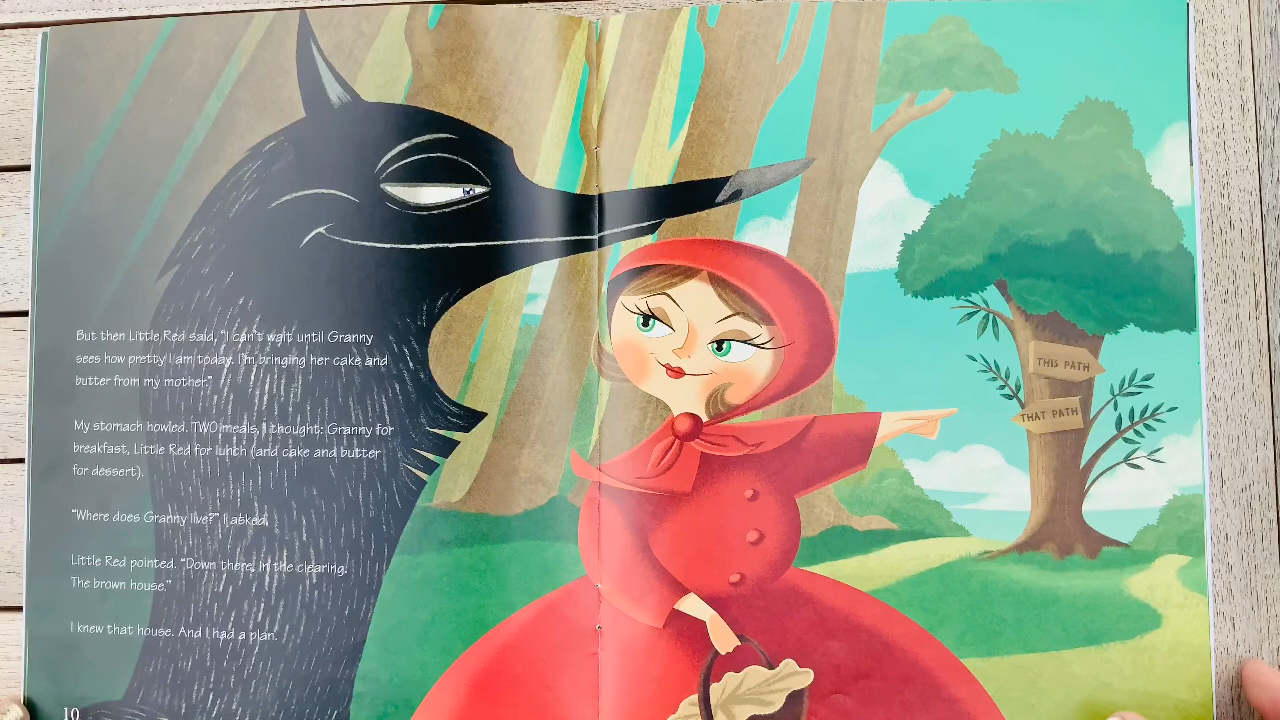 But then Little Red said, "I can't wait until Granny
sees how pretty I am today. I'm bringing her cake and
butter from my mother."
My stomach howled. TWO meals, I thought: Granny for
breakfast, Little Red for lunch (and cake and butter
for dessert).
"Where does Granny live?" I asked.
Little Red pointed. "Down there, in the clearing.
The brown house."
I knew that house. And I had a plan.
10
THIS PATH
THAT PATH